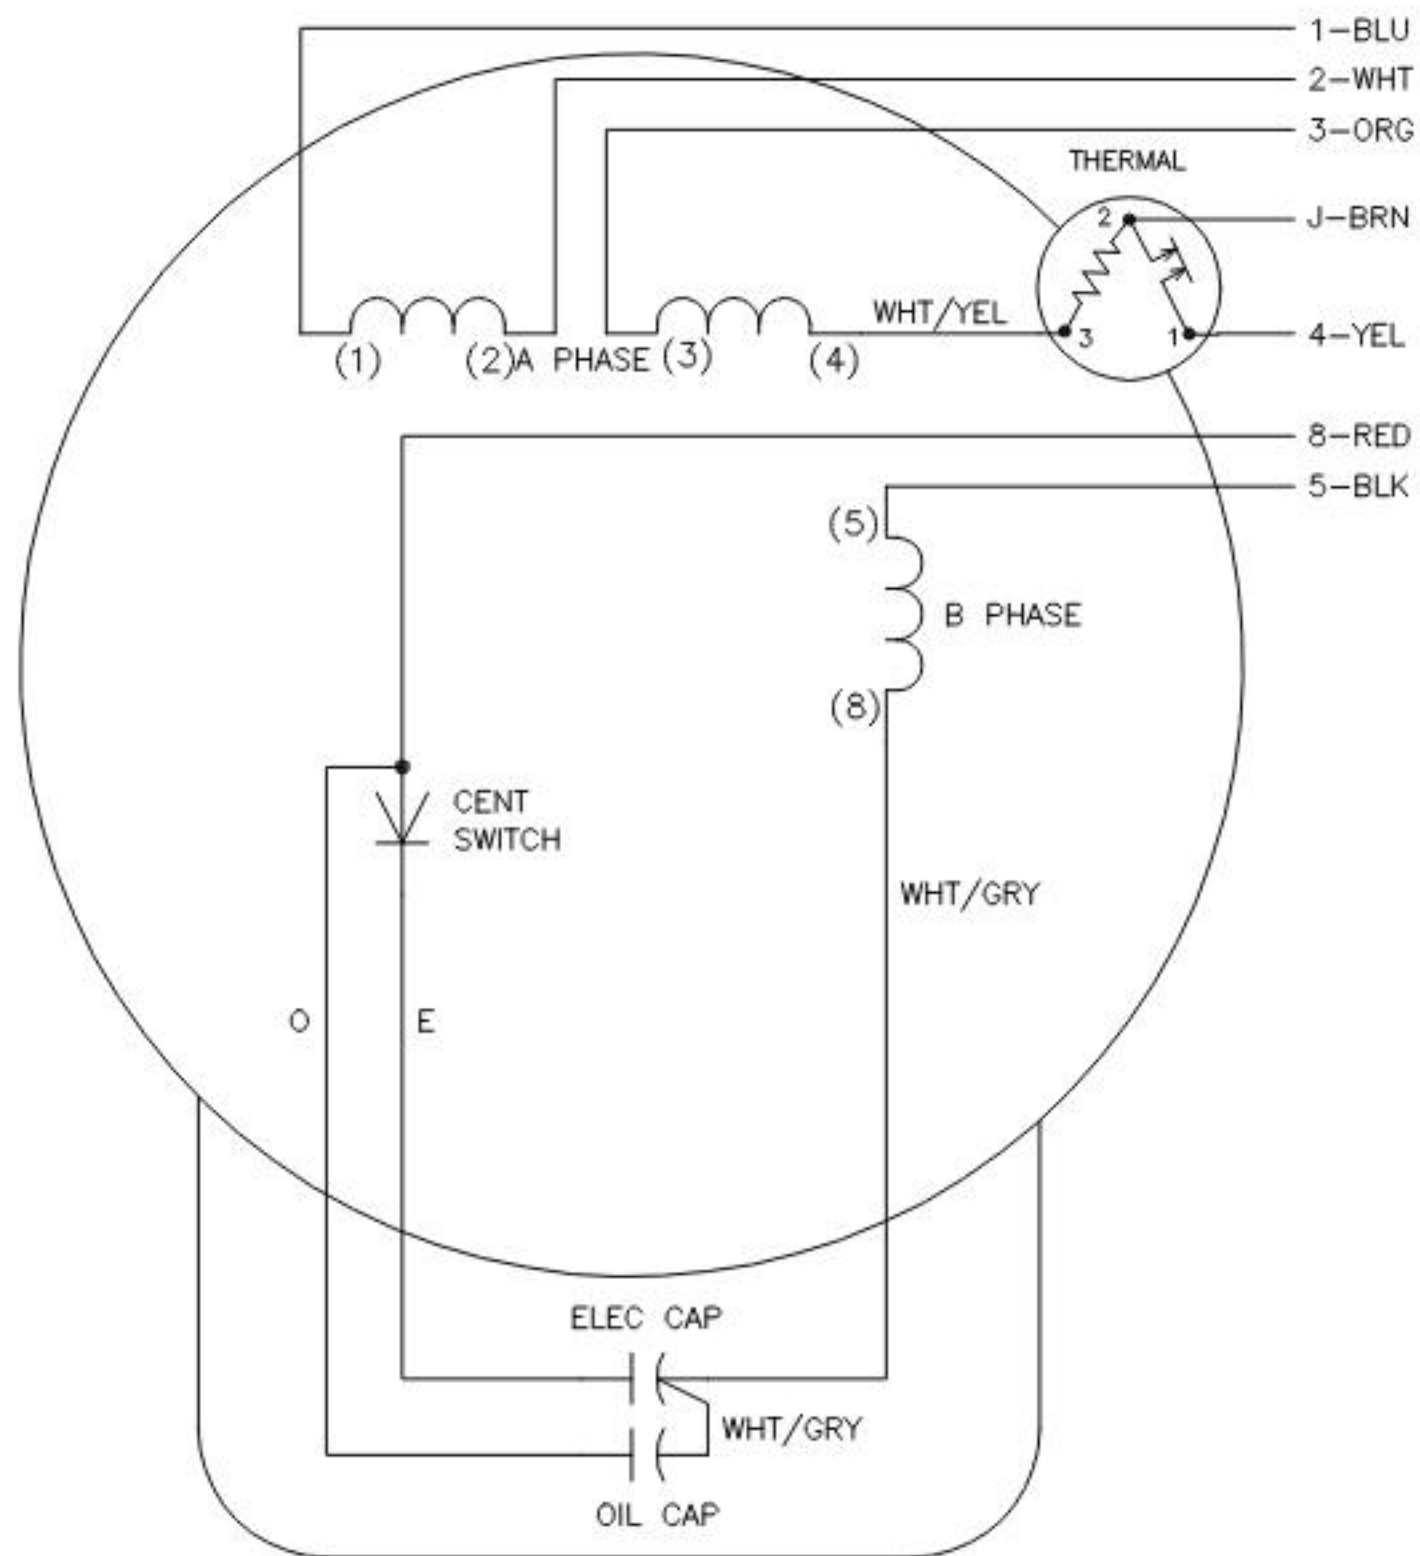 1-BLU
2-WHT
3-ORG
THERMAL
2
J-BRN
WHT/YEL
3
1
4-YEL
(1)
(2)A PHASE
(3)
(4)
8-RED
5-BLK
(5)
B PHASE
(8)
CENT
SWITCH
WHT/GRY
O
E
ELEC CAP
WHT/GRY
OIL CAP